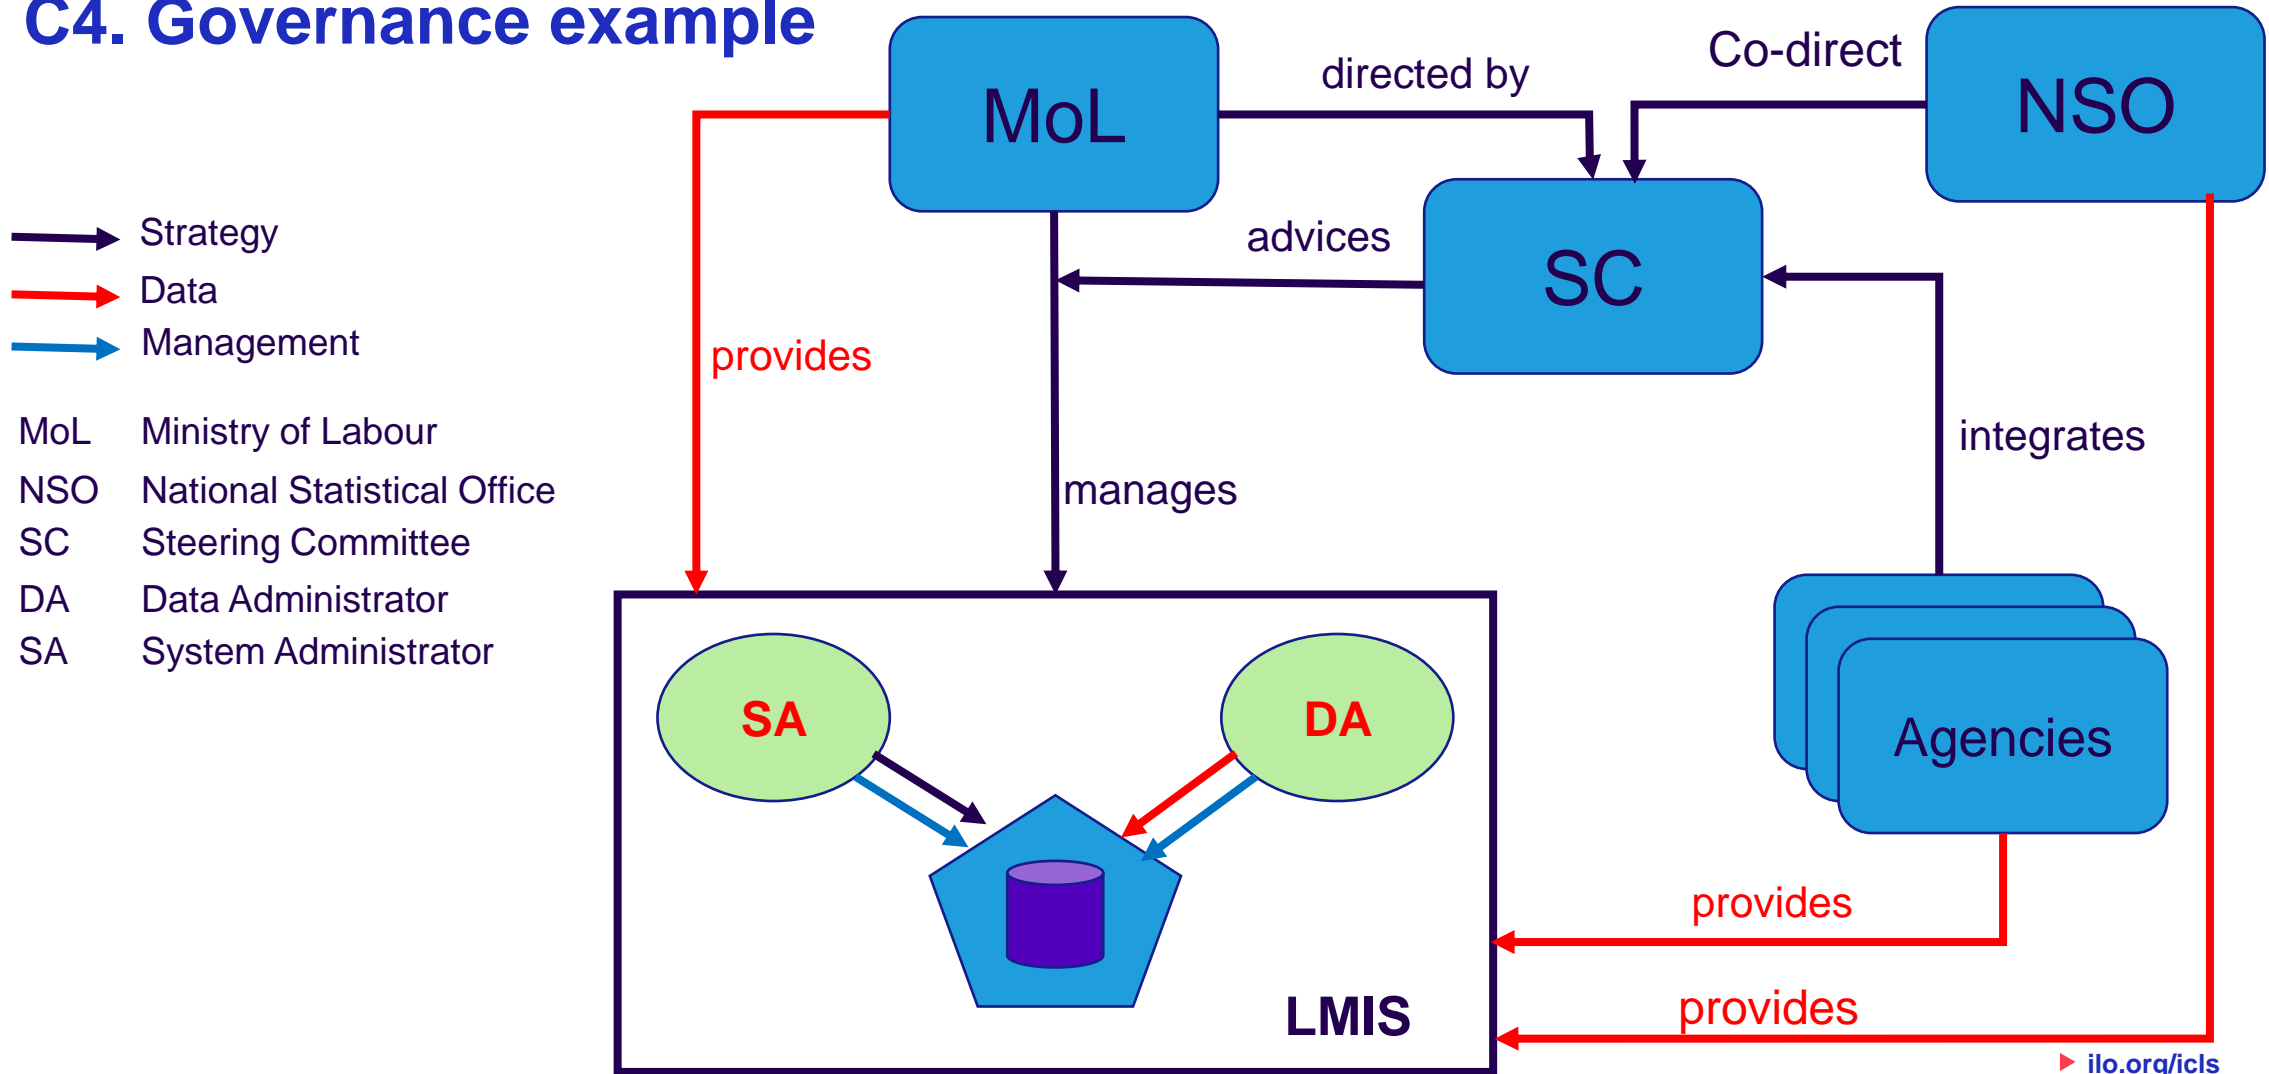 C4. Governance example
MoL
directed by
Co-direct
NSO
Strategy
Data
Management
advices
SC
provides
manages
integrates
MoL Ministry of Labour
NSO National Statistical Office
SC Steering Committee
DA Data Administrator
SA System Administrator
SA
DA
Agencies
provides
provides
LMIS
ilo.org/icls